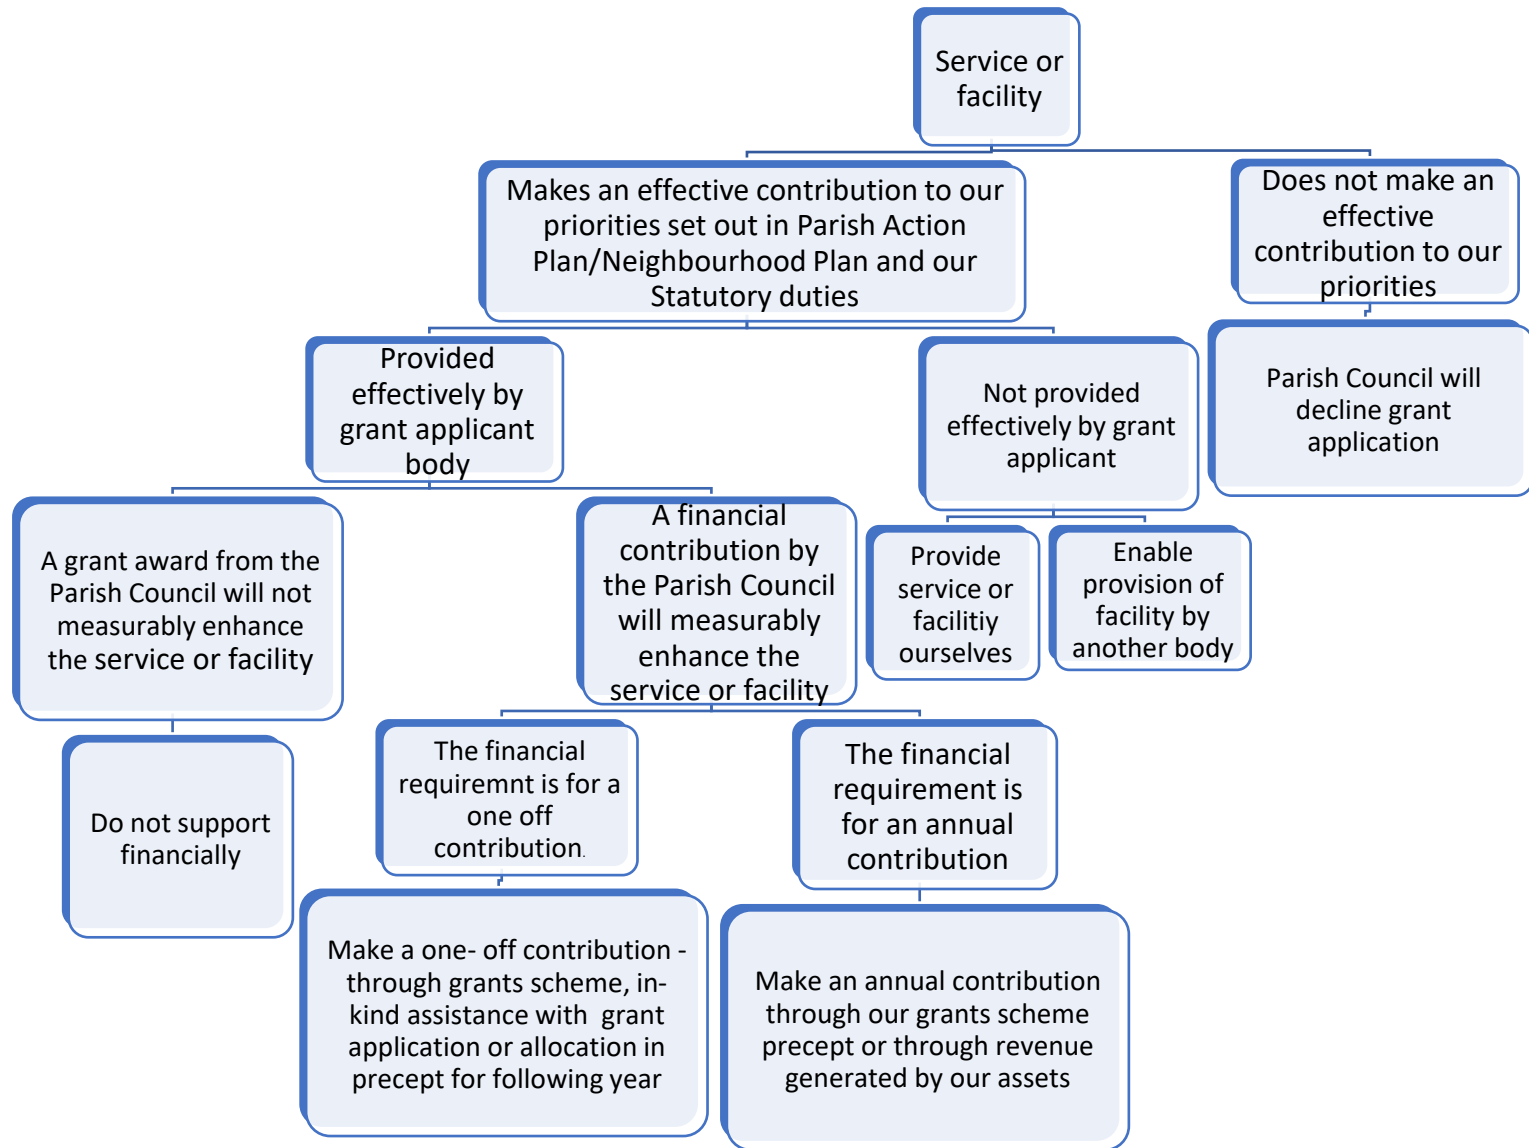 Service or
facility
Makes an effective contribution to our
priorities set out in Parish Action
Plan/Neighbourhood Plan and our
Statutory duties
Does not make an
effective
contribution to our
priorities
Provided
effectively by
grant applicant
body
Not provided
effectively by grant
applicant
Parish Council will
decline grant
application
A grant award from the
Parish Council will not
measurably enhance
the service or facility
A financial
contribution by
the Parish Council
will measurably
enhance the
service or facility
Provide
service or
facilitiy
ourselves
Enable
provision of
facility by
another body
Do not support
financially
The financial
requiremnt is for a
one off
contribution.
The financial
requirement is
for an annual
contribution
Make a one- off contribution -
through grants scheme, in-
kind assistance with grant
application or allocation in
precept for following year
Make an annual contribution
through our grants scheme
precept or through revenue
generated by our assets